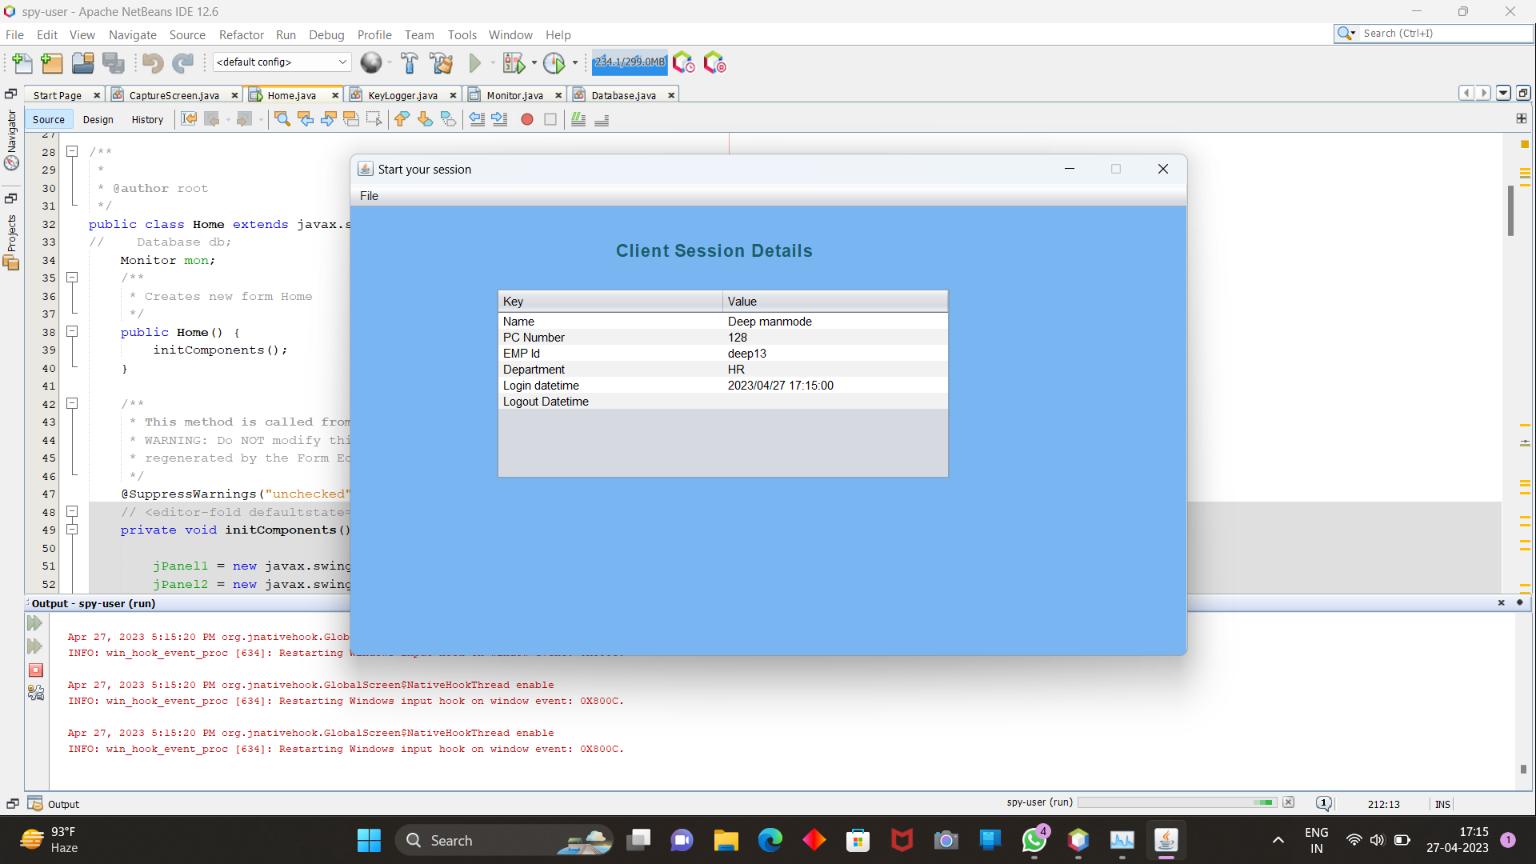 spy-user - Apache NetBeans IDE 12.6
File Edit View Navigate Source Refactor Run Debug Profile Team Tools Window Help
Search (Ctrl+I)
<default config>
234.1/299.0MB
Start Page
CaptureScreen.java
Home.java
KeyLogger.java
Monitor.java
Database.java
Source Design History
Navigator
Projects
27
28 /**
29 *
30 * @author root
31 */
32 public class Home extends javax.s
33 // Database db;
34 Monitor mon;
35 /**
36 * Creates new form Home
37 */
38 public Home() {
39 initComponents();
40 }
41
42 /**
43 * This method is called from
44 * WARNING: Do NOT modify thi
45 * regenerated by the Form Ed
46 */
47 @SuppressWarnings("unchecked"
48 // <editor-fold defaultstate=
49 private void initComponents()
50
51 jPanel1 = new javax.swing
52 jPanel2 = new javax.swing
Start your session
File
Client Session Details
Key Value
Name Deep manmode
PC Number 128
EMP Id deep13
Department HR
Login datetime 2023/04/27 17:15:00
Logout Datetime
Output - spy-user (run)
Apr 27, 2023 5:15:20 PM org.jnativehook.Glob
INFO: win_hook_event_proc [634]: Restarting
Apr 27, 2023 5:15:20 PM org.jnativehook.GlobalScreen$NativeHookThread enable
INFO: win_hook_event_proc [634]: Restarting Windows input hook on window event: 0X800C.
Apr 27, 2023 5:15:20 PM org.jnativehook.GlobalScreen$NativeHookThread enable
INFO: win_hook_event_proc [634]: Restarting Windows input hook on window event: 0X800C.
Output
spy-user (run)
1
212:13
INS
93°F
Haze
Search
4
ENG
IN
17:15
27-04-2023
1